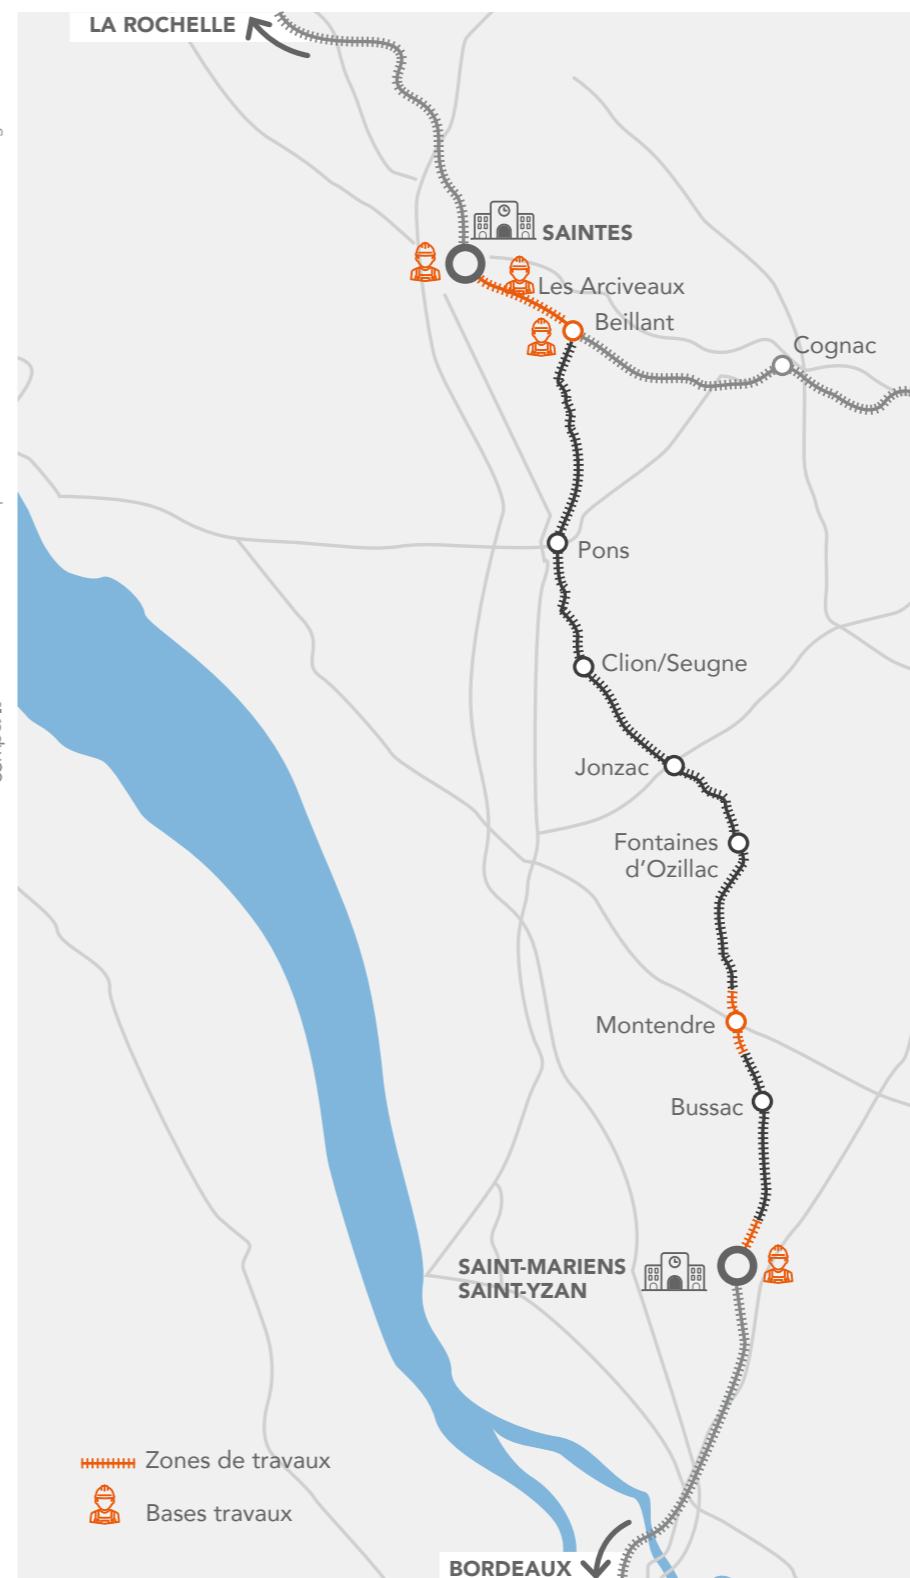 LA ROCHELLE
SAINTES
Les Arciveaux
Beillant
Cognac
Pons
Clion/Seugne
Jonzac
Fontaines
d'Ozillac
Montendre
Bussac
SAINT-MARIENS
SAINT-YZAN
Zones de travaux
Bases travaux
BORDEAUX